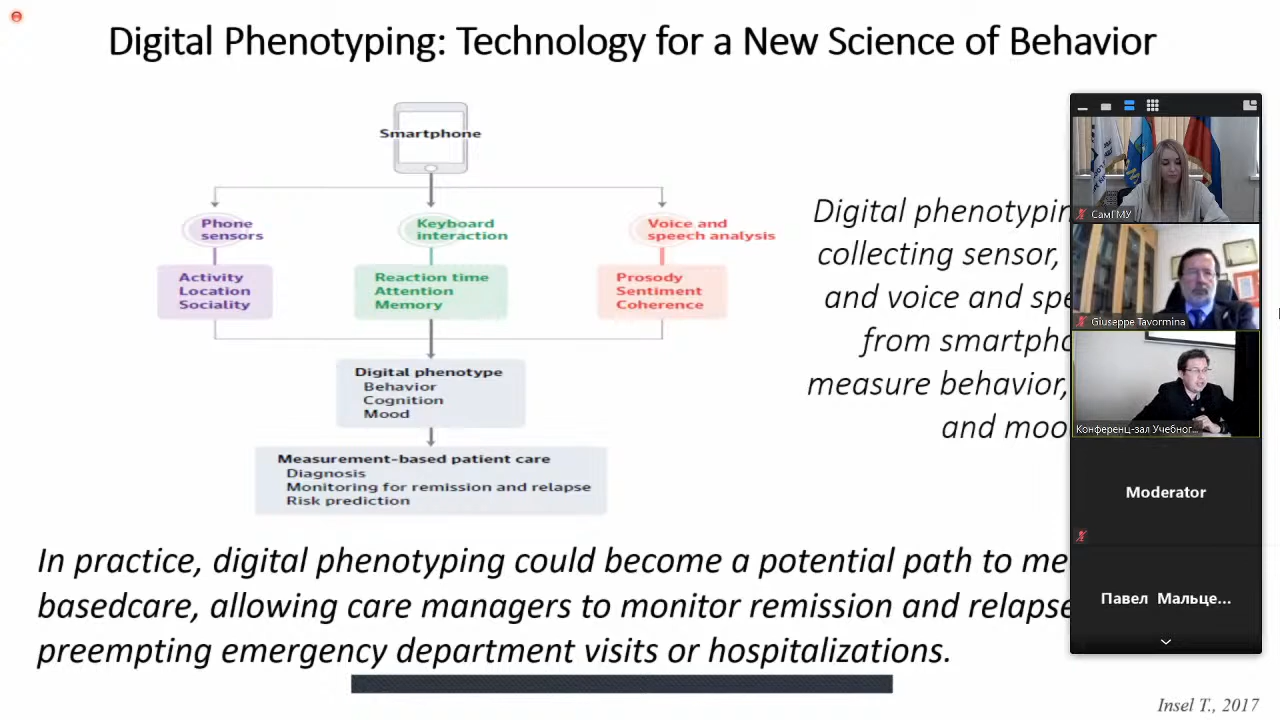 Digital Phenotyping: Technology for a New Science of Behavior
Smartphone
Phone
sensors
Keyboard
interaction
Voice and
speech analysis
Activity
Location
Sociality
Reaction time
Attention
Memory
Prosody
Sentiment
Coherence
Digital phenotype
Behavior
Cognition
Mood
Measurement-based patient care
Diagnosis
Monitoring for remission and relapse
Risk prediction
Digital phenotypin
collecting sensor,
and voice and spe
from smartpho
measure behavior,
and moo
In practice, digital phenotyping could become a potential path to me
basedcare, allowing care managers to monitor remission and relapse
preempting emergency department visits or hospitalizations.
Insel T., 2017
СамГМУ
Giuseppe Tavormina
Конференц-зал Учебног...
Moderator
Павел Мальце...